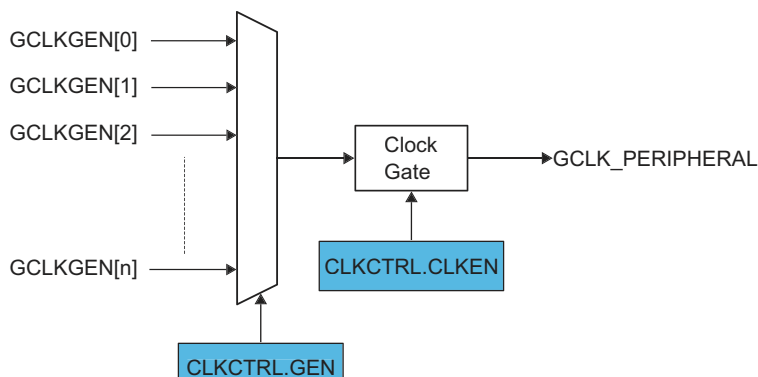 GCLKGEN[0]
GCLKGEN[1]
GCLKGEN[2]
Clock
Gate
GCLK_PERIPHERAL
GCLKGEN[n]
CLKCTRL.CLKEN
CLKCTRL.GEN